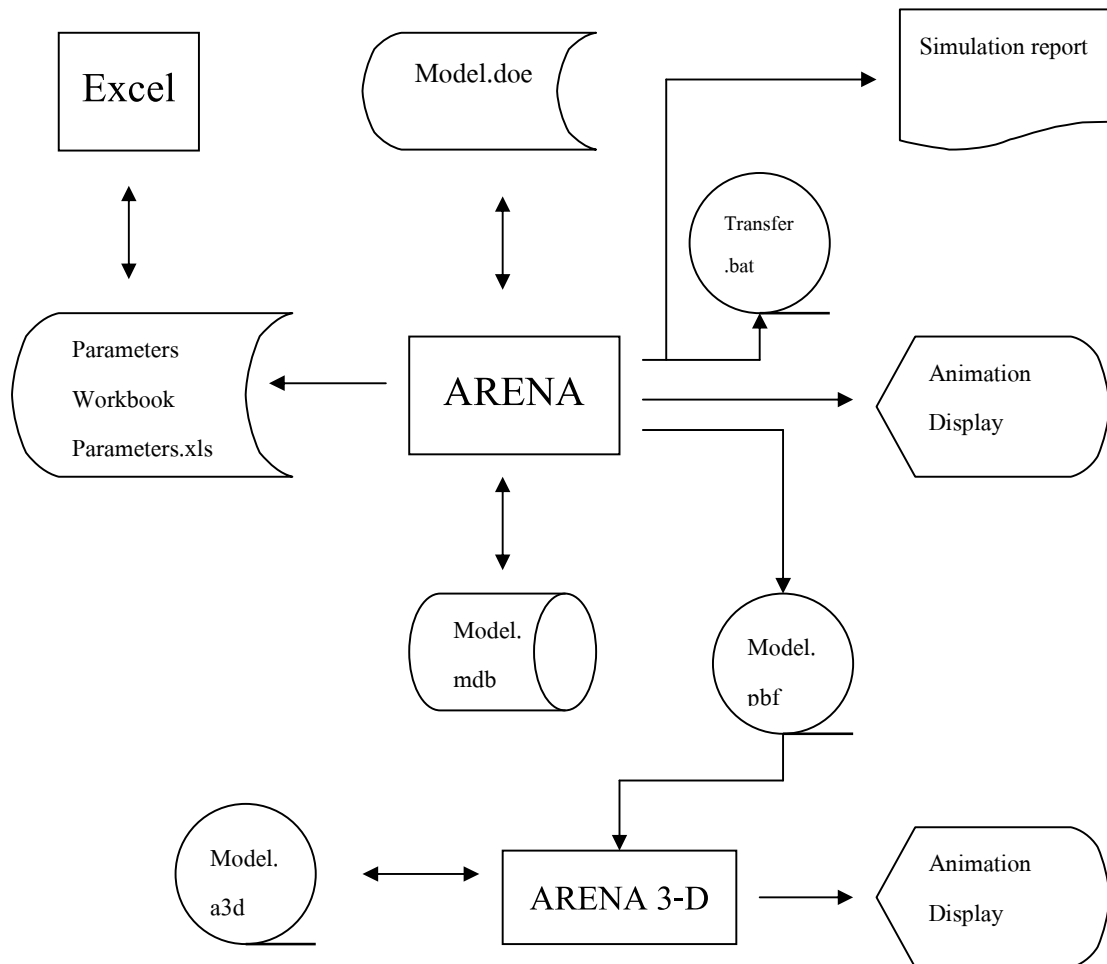 Excel
Model.doe
Simulation report
Transfer
.bat
Parameters
Workbook
Parameters.xls
ARENA
Animation
Display
Model.
mdb
Model.
pbf
Model.
a3d
ARENA 3-D
Animation
Display